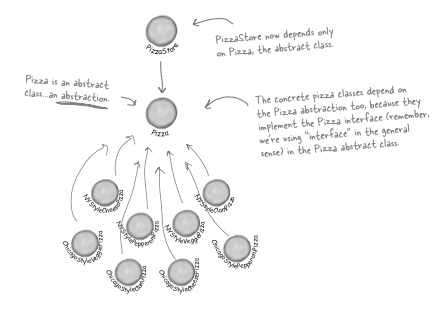 PizzaStore
PizzaStore now depends only
on Pizza, the abstract class.
Pizza is an abstract
class...an abstraction.
Pizza
The concrete pizza classes depend on
the Pizza abstraction too, because they
implement the Pizza interface (remember,
we're using "interface" in the general
sense) in the Pizza abstract class.
NYStyleCheesePizza
NYStyleClamPizza
NYStylePepperoniPizza
NYStyleVeggiePizza
ChicagoStyleVeggiePizza
ChicagoStylePepperoniPizza
ChicagoStyleClamPizza
ChicagoStyleCheesePizza